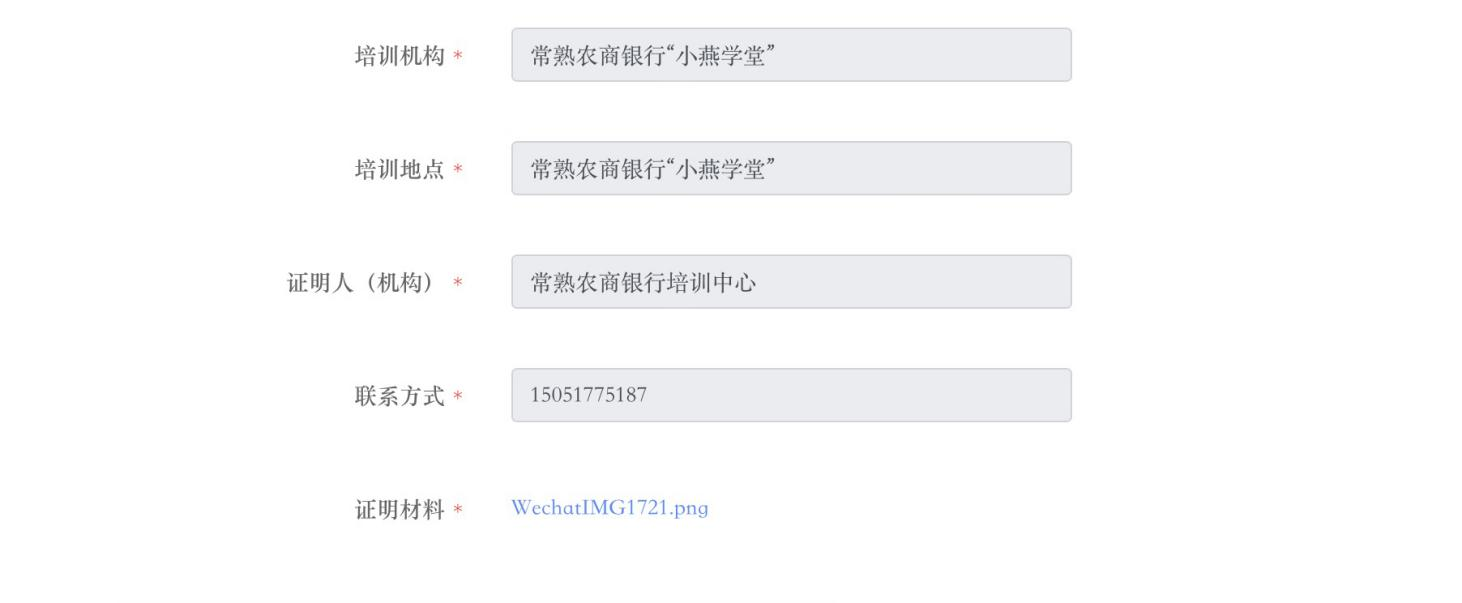 培训机构 * 常熟农商银行“小燕学堂”
培训地点 * 常熟农商银行“小燕学堂”
证明人（机构） * 常熟农商银行培训中心
联系方式 * 15051775187
证明材料 * WechatIMG1721.png